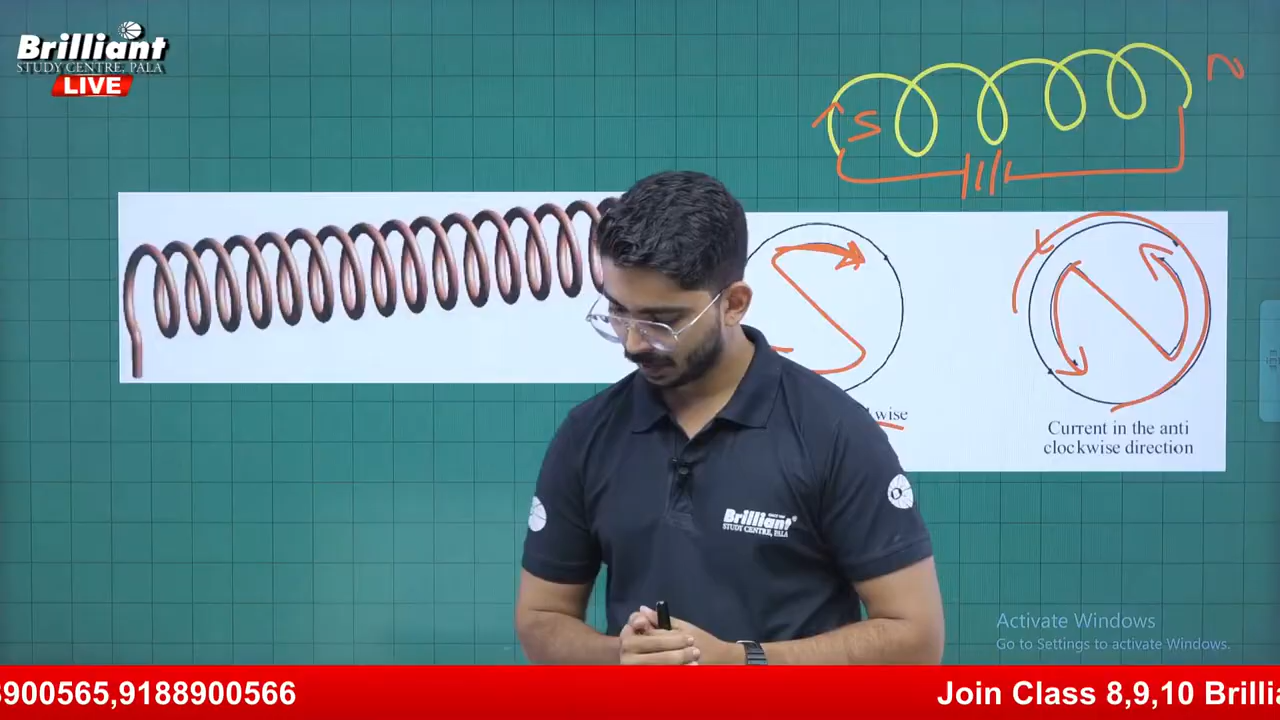 Brilliant
STUDY CENTRE, PALA
LIVE
S
N
wise
Current in the anti
clockwise direction
Brilliant
STUDY CENTRE, PALA
Activate Windows
Go to Settings to activate Windows.
900565,9188900566
Join Class 8,9,10 Brillia